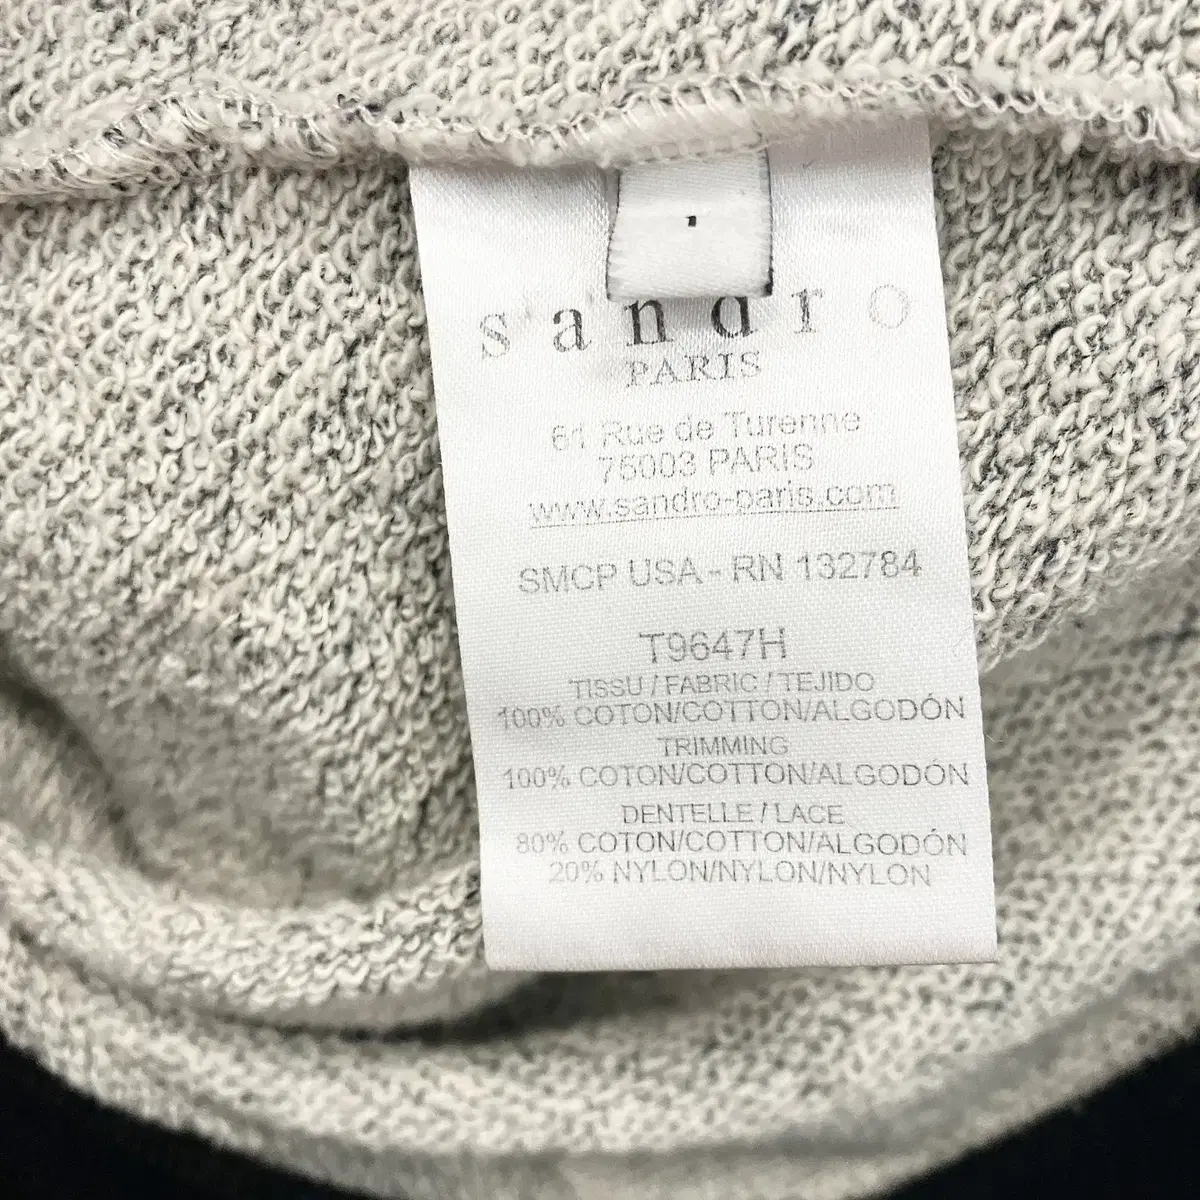 sandro
PARIS
61 Rue de Turenne
75003 PARIS
www.sandro-paris.com
SMCP USA - RN 132784
T9647H
TISSU / FABRIC / TEJIDO
100% COTON/COTTON/ALGODÓN
TRIMMING
100% COTON/COTTON/ALGODÓN
DENTELLE / LACE
80% COTON/COTTON/ALGODÓN
20% NYLON/NYLON/NYLON